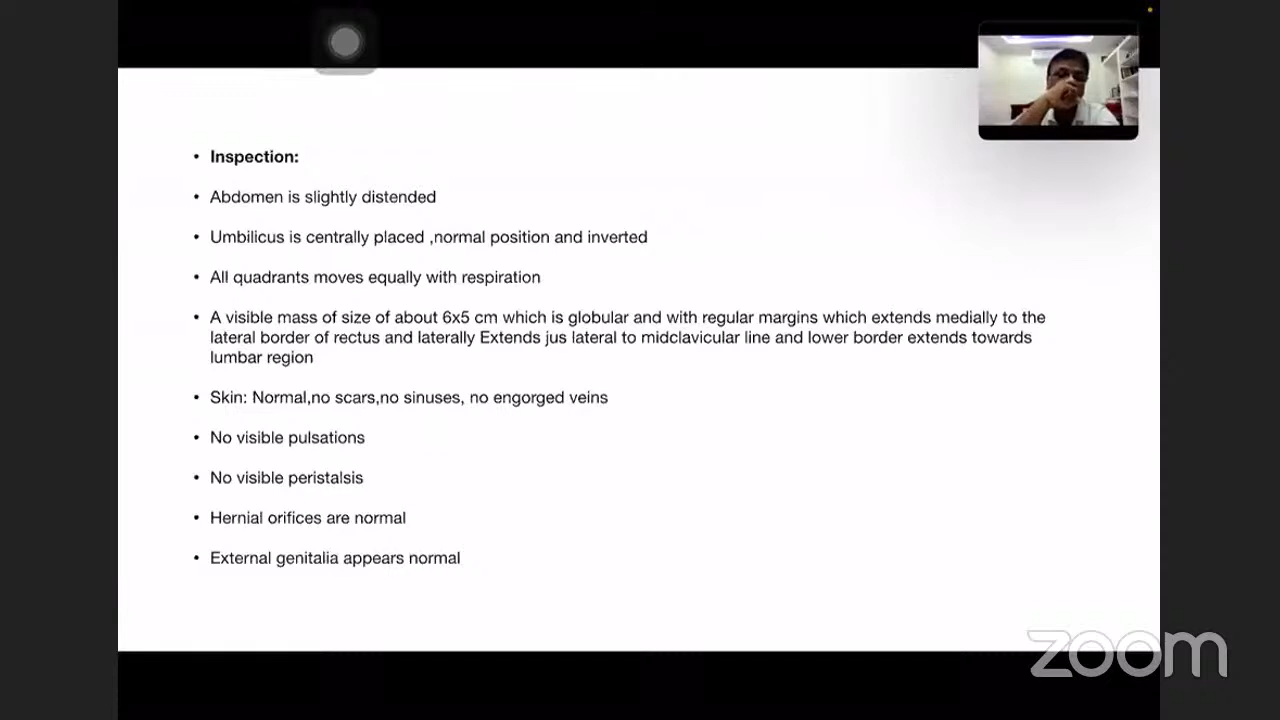 • Inspection:
• Abdomen is slightly distended
• Umbilicus is centrally placed ,normal position and inverted
• All quadrants moves equally with respiration
• A visible mass of size of about 6x5 cm which is globular and with regular margins which extends medially to the
lateral border of rectus and laterally Extends jus lateral to midclavicular line and lower border extends towards
lumbar region
• Skin: Normal,no scars,no sinuses, no engorged veins
• No visible pulsations
• No visible peristalsis
• Hernial orifices are normal
• External genitalia appears normal
zoom